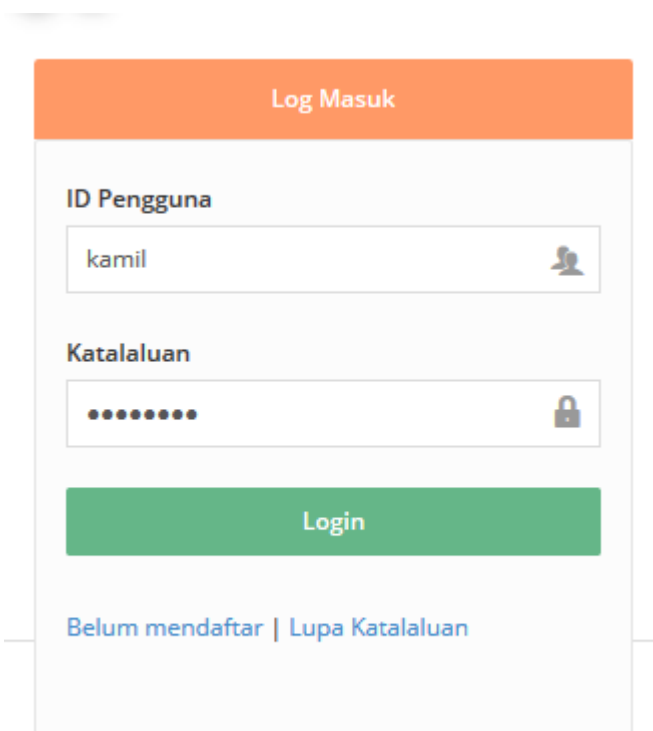 Log Masuk
ID Pengguna
kamil
Katalaluan
••••••••
Login
Belum mendaftar | Lupa Katalaluan